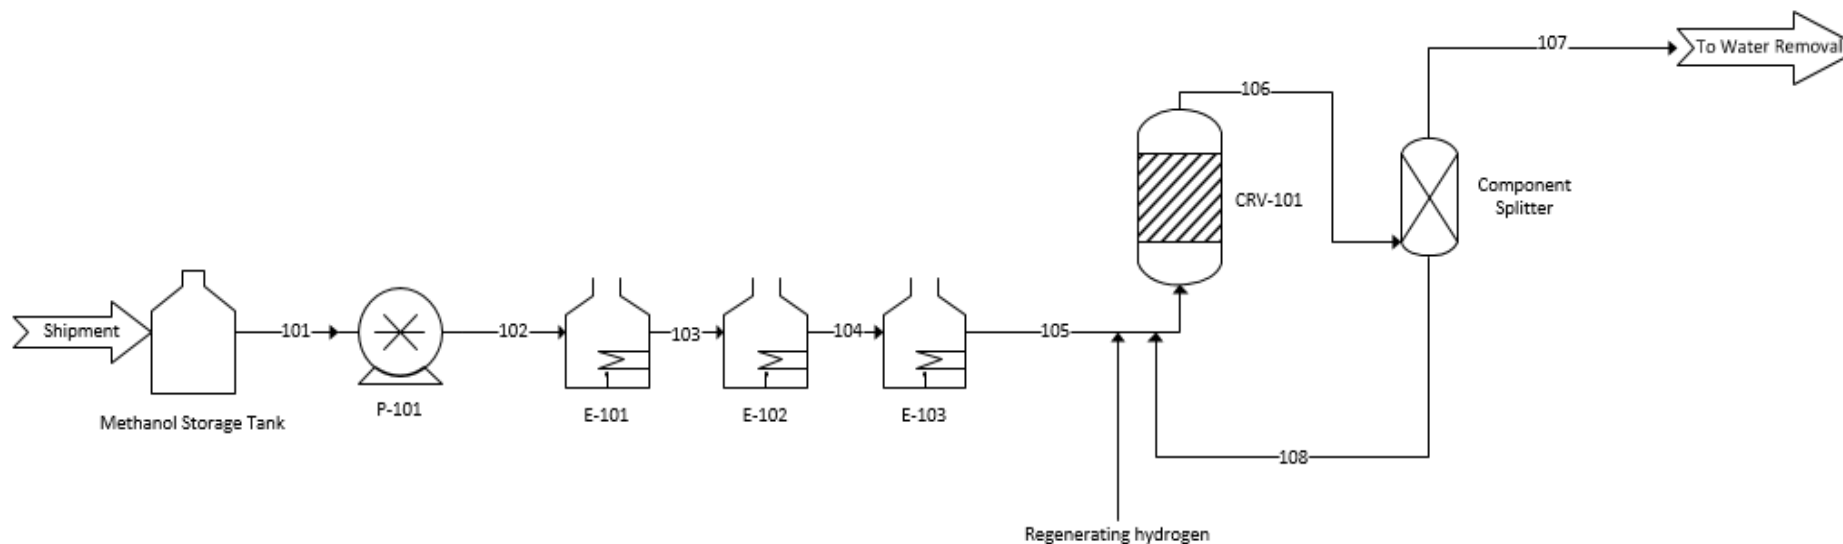 107
To Water Removal
106
CRV-101
Component
Splitter
Shipment
101
102
103
104
105
Methanol Storage Tank
P-101
E-101
E-102
E-103
108
Regenerating hydrogen